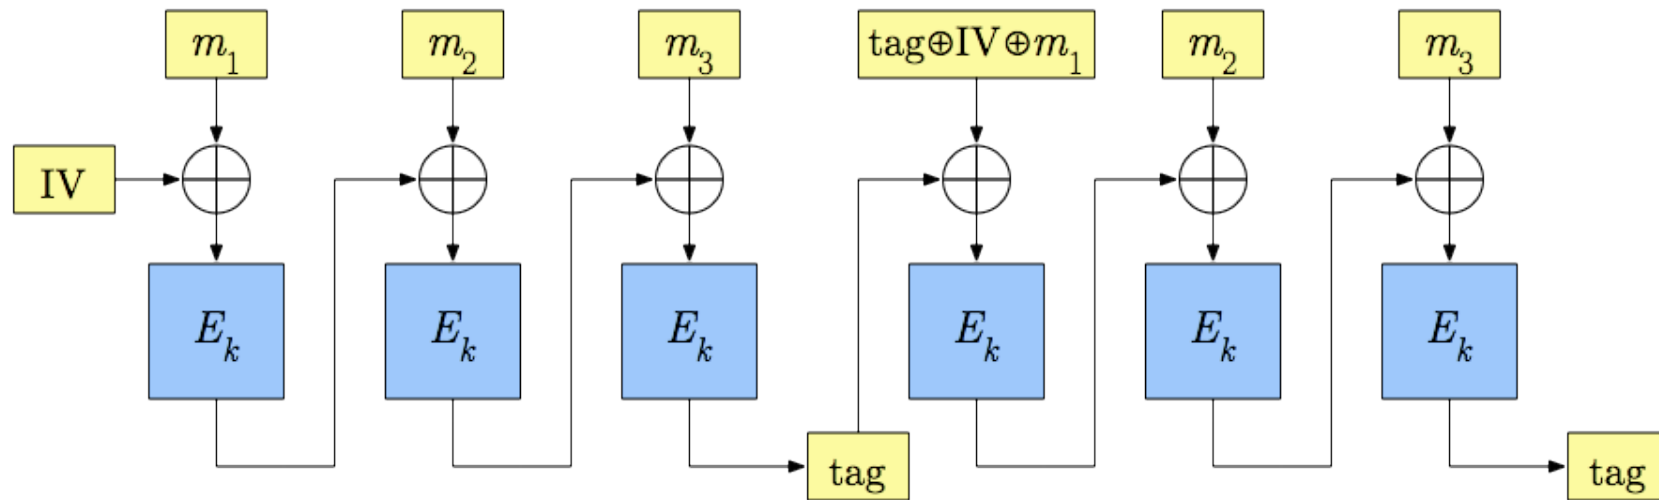 m₁ m₂ m₃ tag⊕IV⊕m₁ m₂ m₃
IV
Eₖ Eₖ Eₖ Eₖ Eₖ Eₖ
tag tag